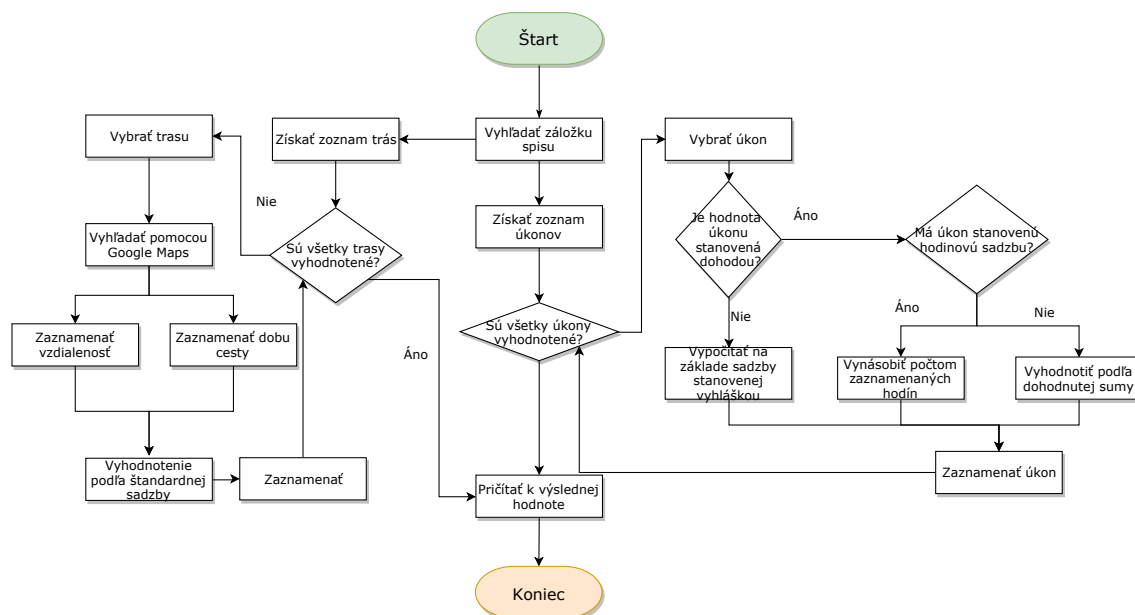 Štart
Vybrať trasu
Získať zoznam trás
Vyhľadať záložku
spisu
Vybrať úkon
Nie
Získať zoznam
úkonov
Je hodnota
úkonu
stanovená
dohodou?
Áno
Má úkon stanovenú
hodinovú sadzbu?
Vyhľadať pomocou
Google Maps
Sú všetky trasy
vyhodnotené?
Zaznamenať
vzdialenosť
Zaznamenať dobu
cesty
Áno
Sú všetky úkony
vyhodnotené?
Nie
Áno
Nie
Vypočítať na
základe sadzby
stanovenej
vyhláškou
Vynásobiť počtom
zaznamenaných
hodín
Vyhodnotiť podľa
dohodnutej sumy
Vyhodnotenie
podľa štandardnej
sadzby
Zaznamenať
Pričítať k výslednej
hodnote
Zaznamenať úkon
Koniec